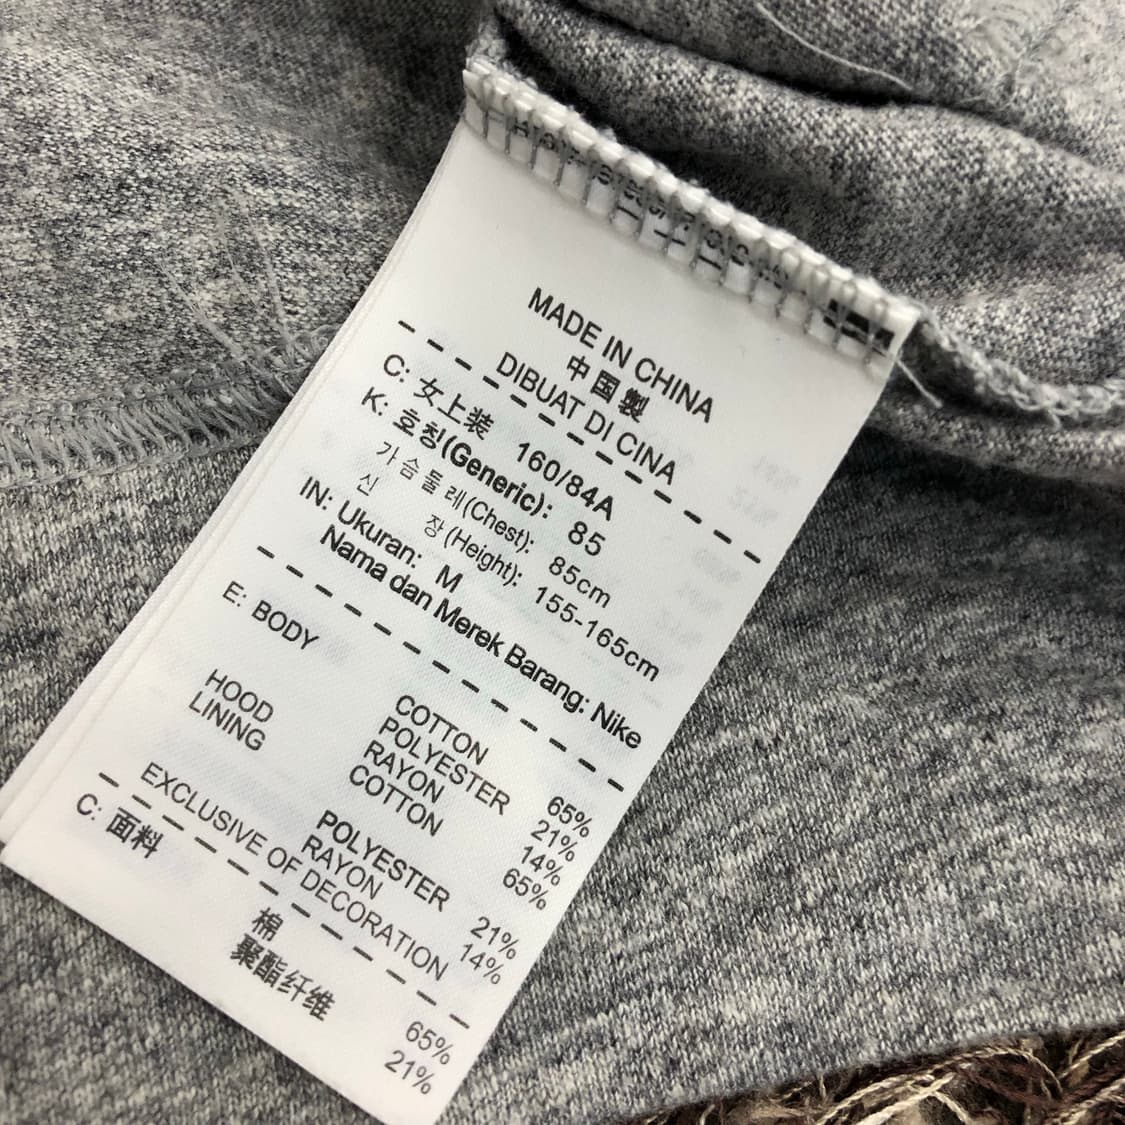 MADE IN CHINA
中国製
DIBUAT DI CINA
C: 女上装 160/84A
K: 호칭(Generic): 85
가슴둘레(Chest): 85cm
신 장(Height): 155-165cm
IN: Ukuran: M
Nama dan Merek Barang: Nike
E: BODY
COTTON 65%
POLYESTER 21%
RAYON 14%
HOOD LINING COTTON 65%
POLYESTER 21%
RAYON 14%
EXCLUSIVE OF DECORATION
C: 面料
棉 65%
聚酯纤维 21%